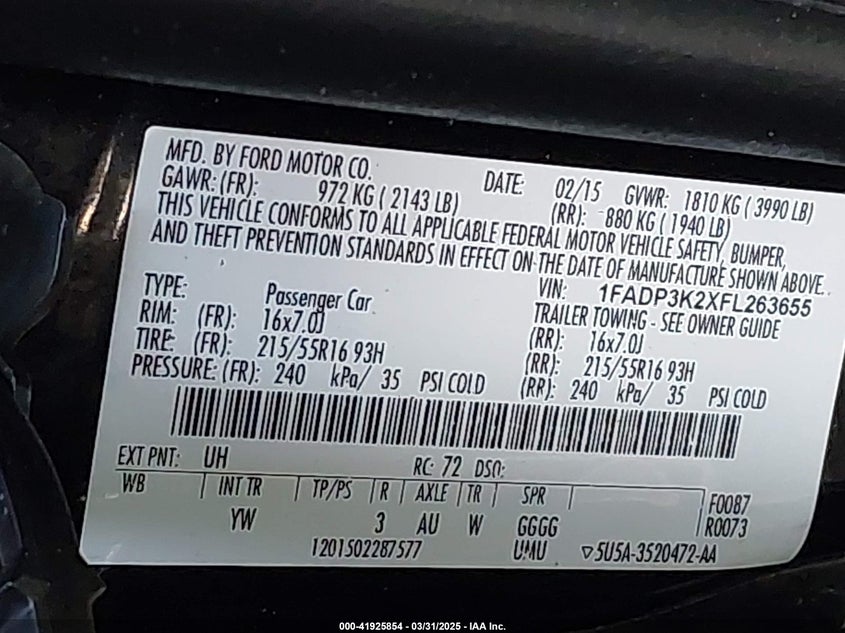 MFD. BY FORD MOTOR CO.
DATE: 02/15 GVWR: 1810 KG ( 3990 LB)
GAWR: (FR): 972 KG ( 2143 LB) (RR): 880 KG ( 1940 LB)
THIS VEHICLE CONFORMS TO ALL APPLICABLE FEDERAL MOTOR VEHICLE SAFETY, BUMPER,
AND THEFT PREVENTION STANDARDS IN EFFECT ON THE DATE OF MANUFACTURE SHOWN ABOVE.
VIN: 1FADP3K2XFL263655
TYPE: Passenger Car TRAILER TOWING - SEE OWNER GUIDE
RIM: (FR): 16x7.0J (RR): 16x7.0J
TIRE: (FR): 215/55R16 93H (RR): 215/55R16 93H
PRESSURE: (FR): 240 kPa/ 35 PSI COLD (RR): 240 kPa/ 35 PSI COLD
EXT PNT: UH RC: 72 DSO:
WB INT TR TP/PS R AXLE TR SPR F0087
YW 3 AU W GGGG R0073
1201502287577 UMU ▽5U5A-3520472-AA
000-41925854 - 03/31/2025 - IAA Inc.